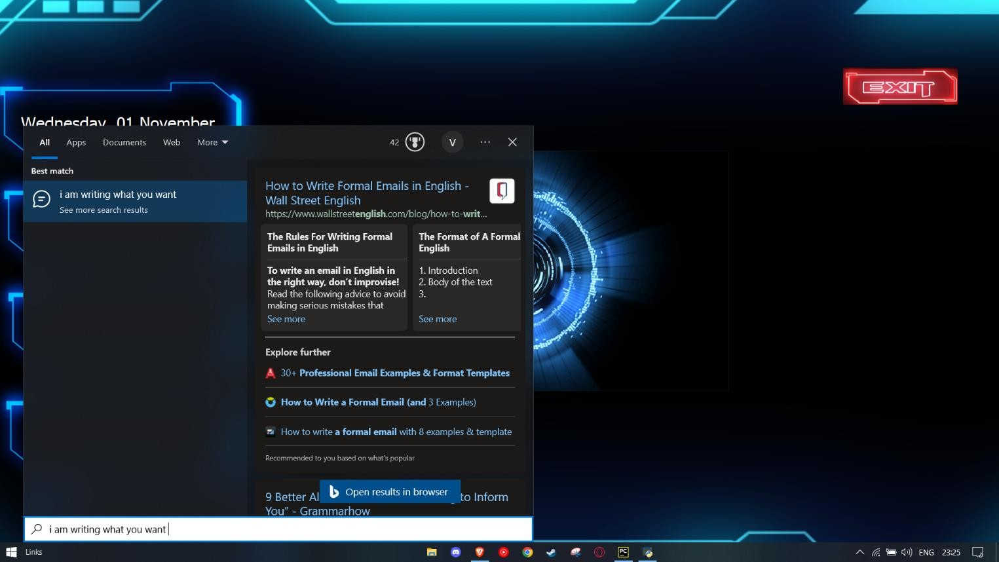 EXIT
Wednesday, 01 November
All Apps Documents Web More 42 V
Best match
i am writing what you want
See more search results
How to Write Formal Emails in English -
Wall Street English
https://www.wallstreetenglish.com/blog/how-to-writ...
The Rules For Writing Formal
Emails in English
To write an email in English in
the right way, don't improvise!
Read the following advice to avoid
making serious mistakes that
See more
The Format of A Formal
English
1. Introduction
2. Body of the text
3.
See more
Explore further
30+ Professional Email Examples & Format Templates
How to Write a Formal Email (and 3 Examples)
How to write a formal email with 8 examples & template
Recommended to you based on what's popular
9 Better Al
to Inform
You" - Grammarhow
Open results in browser
i am writing what you want
Links PC ENG 23:25